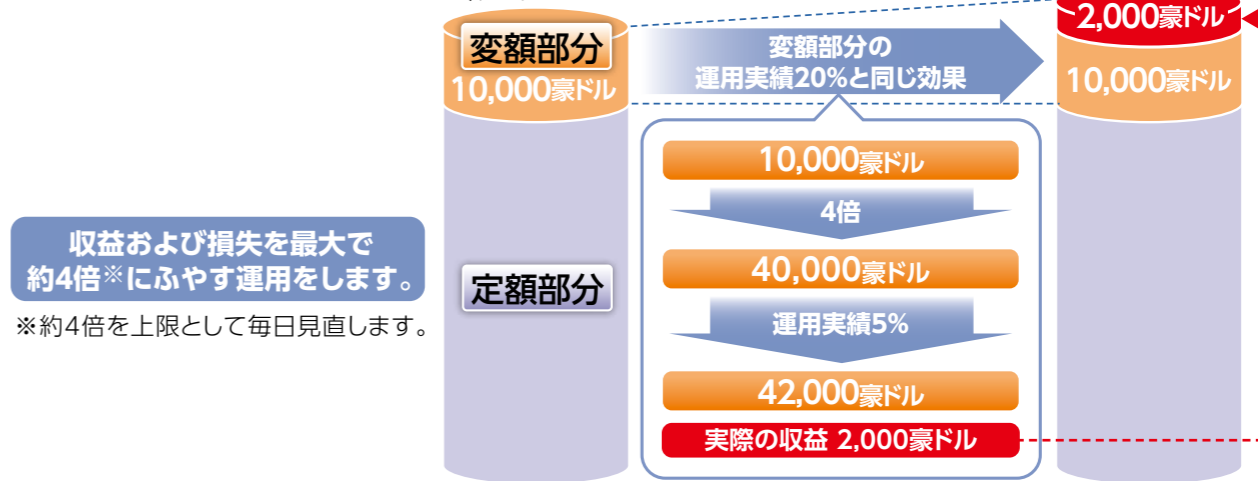 変額部分
10,000豪ドル
変額部分の
運用実績20%と同じ効果
2,000豪ドル
10,000豪ドル
10,000豪ドル
4倍
40,000豪ドル
運用実績5%
42,000豪ドル
実際の収益 2,000豪ドル
定額部分
収益および損失を最大で
約4倍※にふやす運用をします。
※約4倍を上限として毎日見直します。